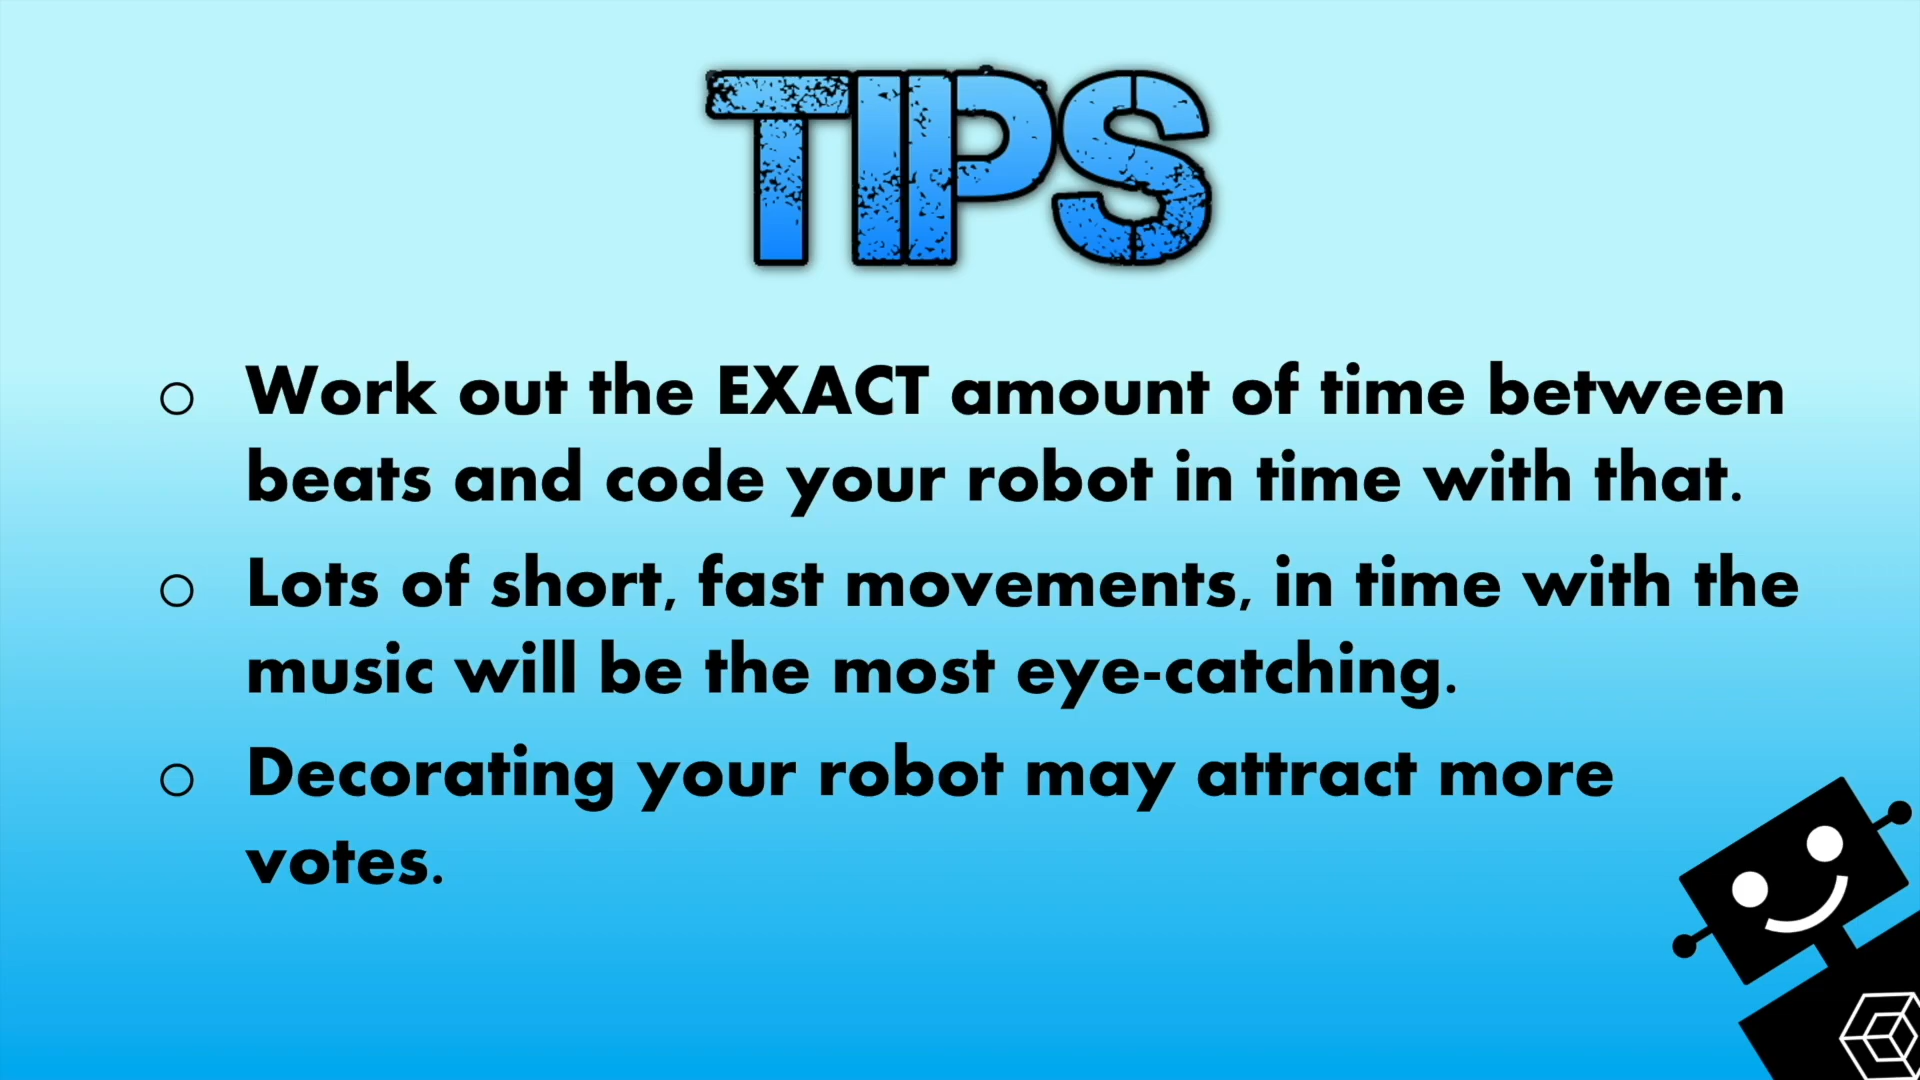 TIPS
o Work out the EXACT amount of time between
beats and code your robot in time with that.
o Lots of short, fast movements, in time with the
music will be the most eye-catching.
o Decorating your robot may attract more
votes.